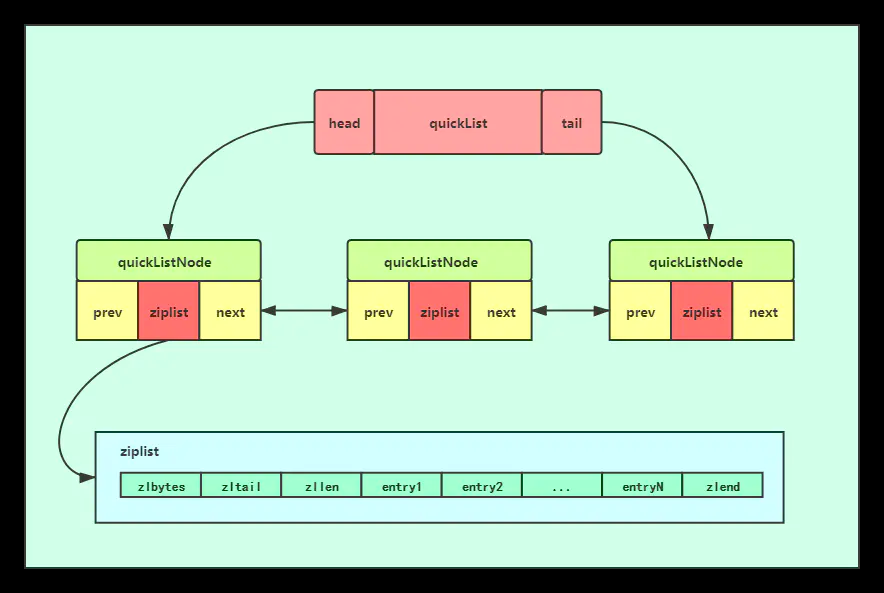 head quickList tail
quickListNode quickListNode quickListNode
prev ziplist next prev ziplist next prev ziplist next
ziplist
zlbytes zltail zllen entry1 entry2 ... entryN zlend